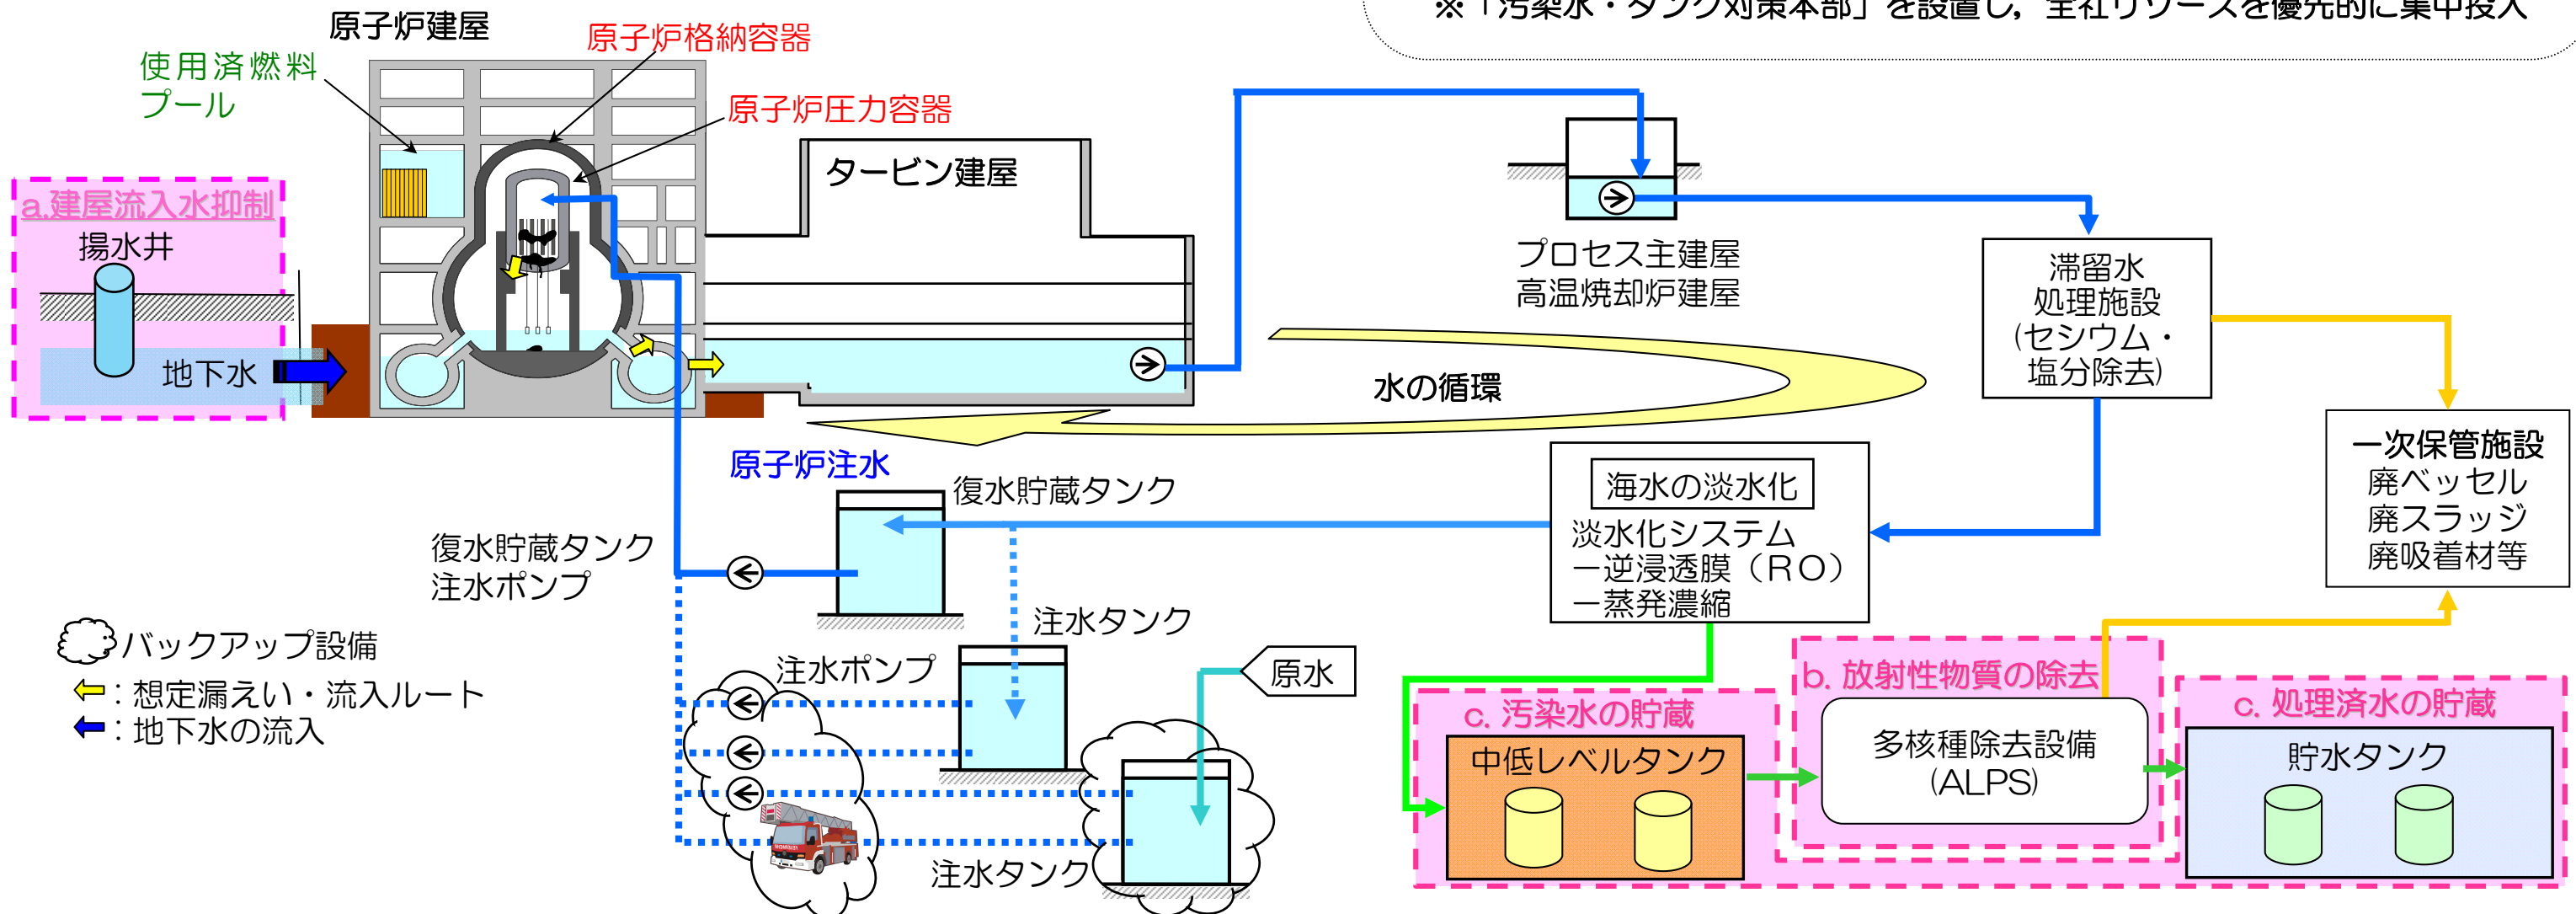 ※「汚染水・タンク対策本部」を設置し，全社リソースを優先的に集中投入
原子炉建屋
原子炉格納容器
使用済燃料
プール
原子炉圧力容器
タービン建屋
a.建屋流入水抑制
揚水井
地下水
プロセス主建屋
高温焼却炉建屋
滞留水
処理施設
(セシウム・
塩分除去)
水の循環
一次保管施設
廃ベッセル
廃スラッジ
廃吸着材等
原子炉注水
復水貯蔵タンク
海水の淡水化
淡水化システム
－逆浸透膜（ＲＯ）
－蒸発濃縮
復水貯蔵タンク
注水ポンプ
注水タンク
バックアップ設備
：想定漏えい・流入ルート
：地下水の流入
注水ポンプ
原水
注水タンク
c. 汚染水の貯蔵
中低レベルタンク
b. 放射性物質の除去
多核種除去設備
(ALPS)
c. 処理済水の貯蔵
貯水タンク